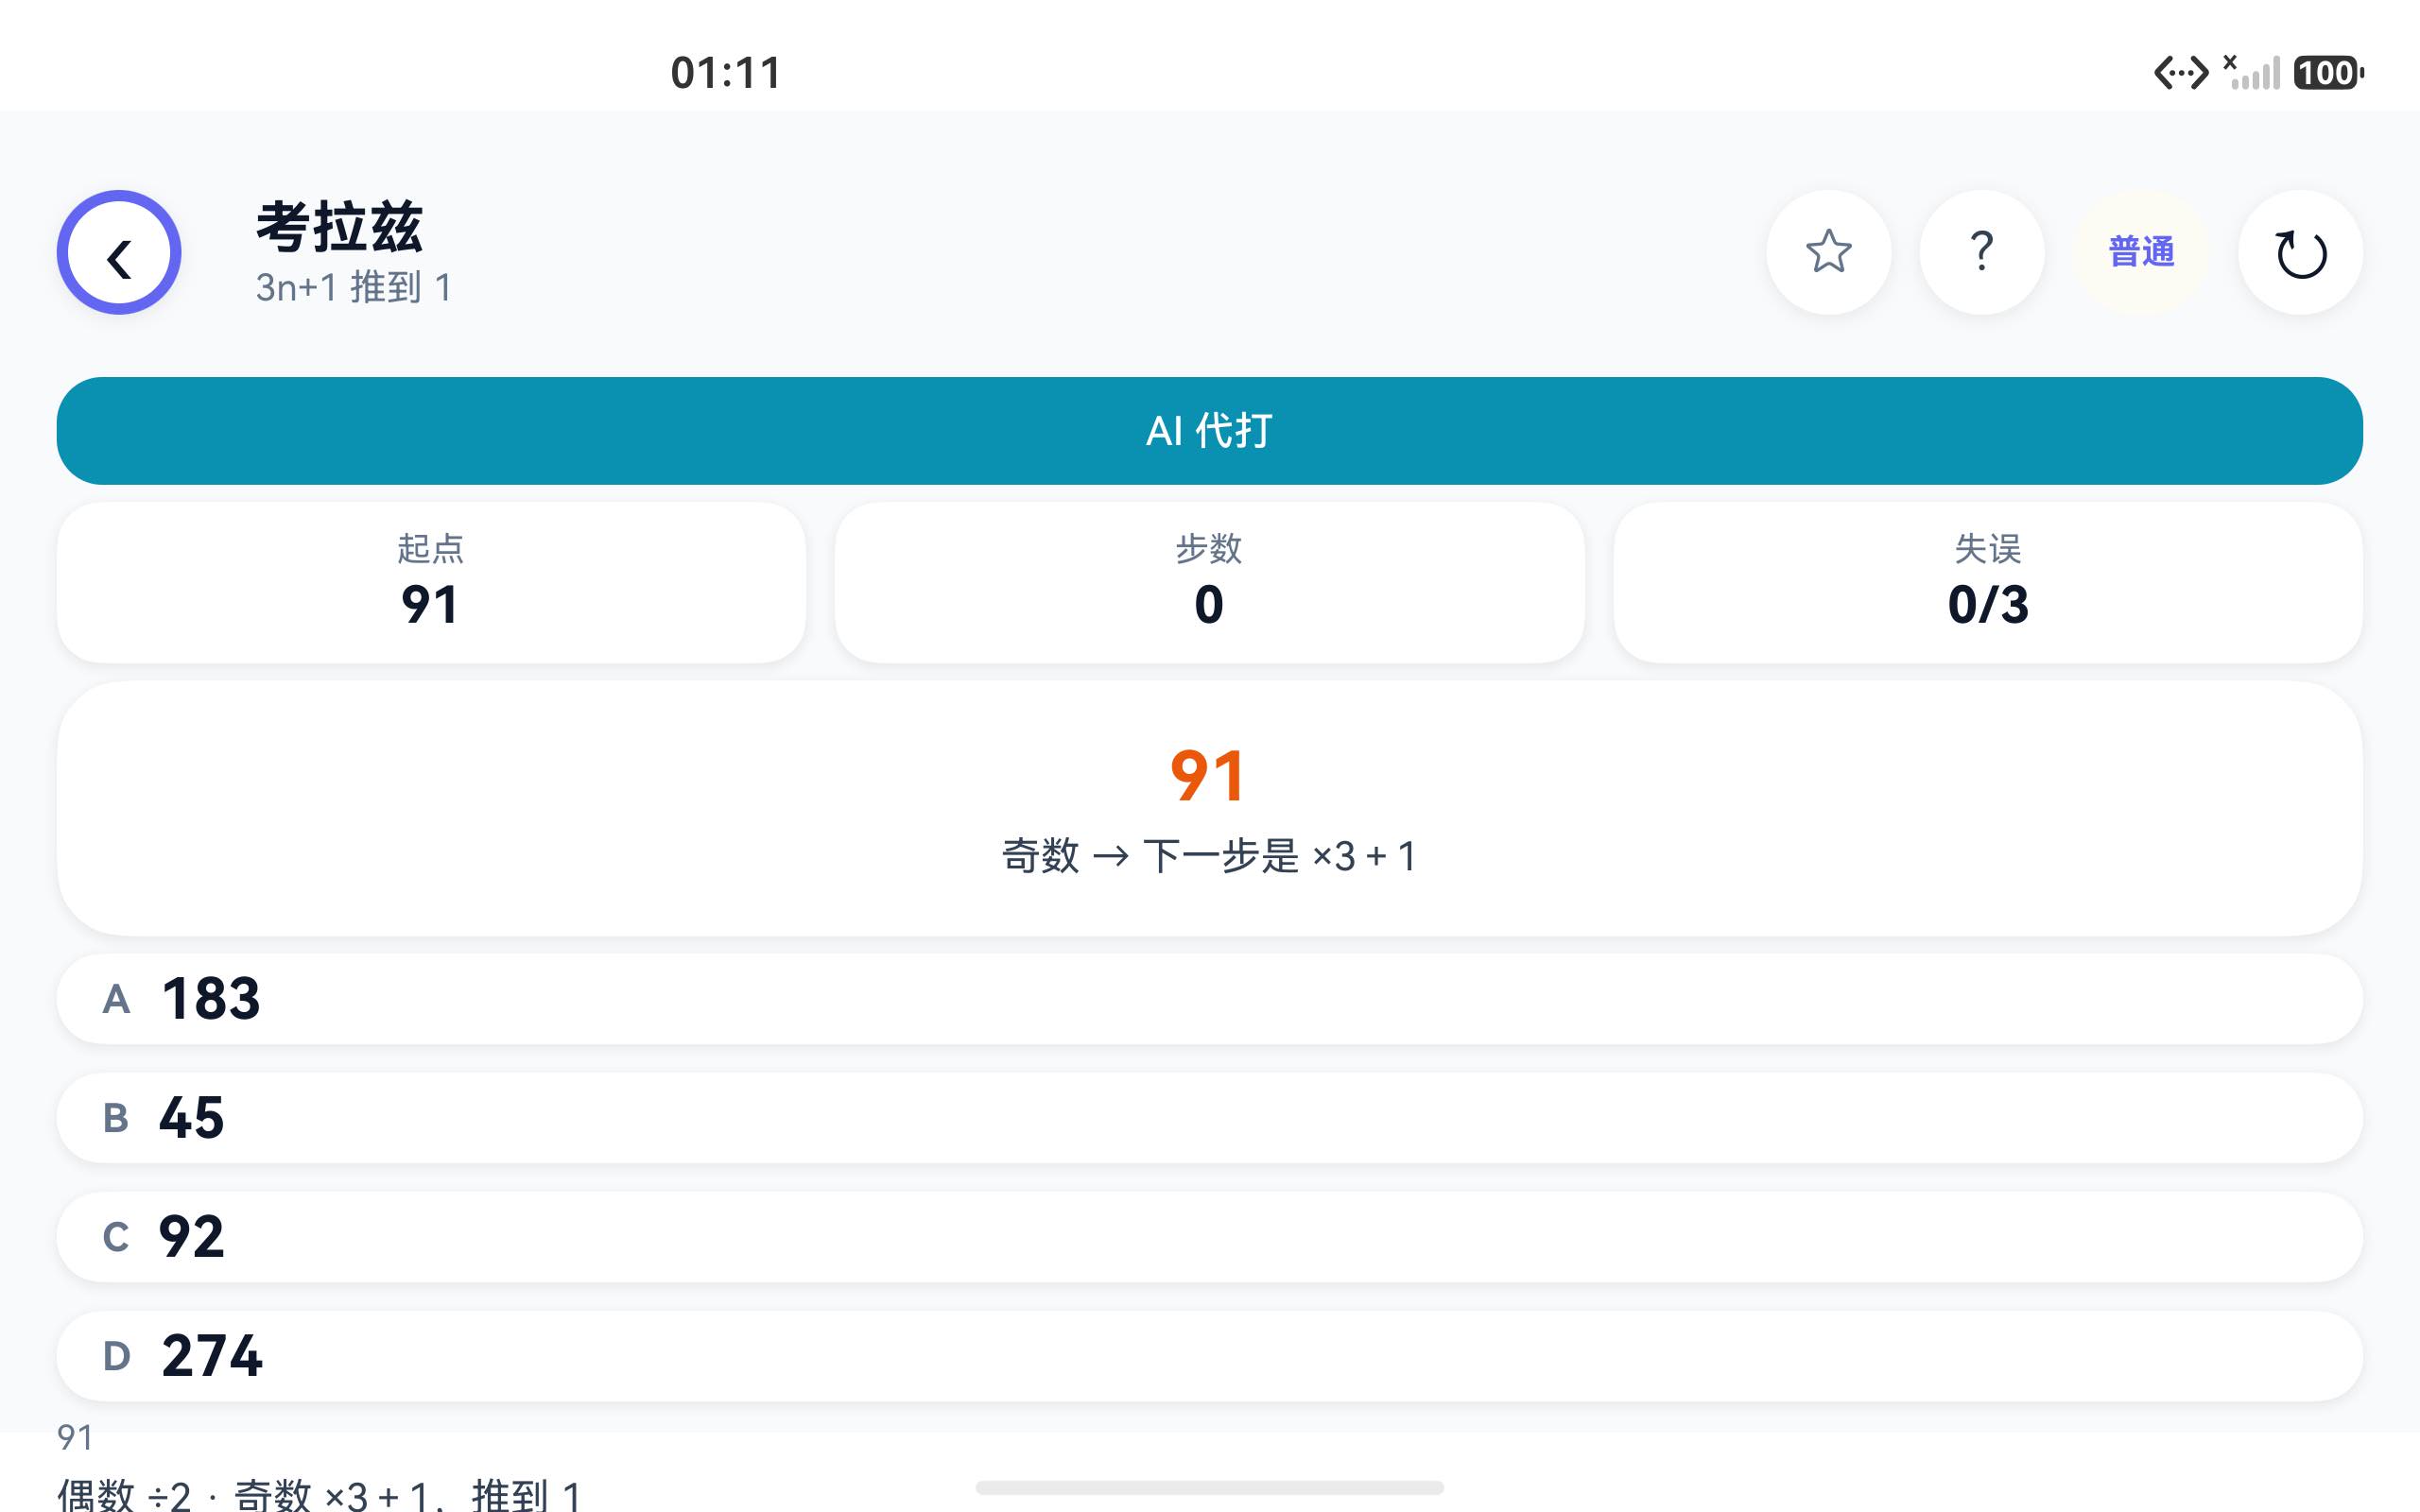 01:11
100
考拉兹
3n+1 推到 1
?
普通
AI 代打
起点
91
步数
0
失误
0/3
91
奇数 → 下一步是 ×3 + 1
A 183
B 45
C 92
D 274
91
偶数 ÷2 · 奇数 ×3 + 1，推到 1